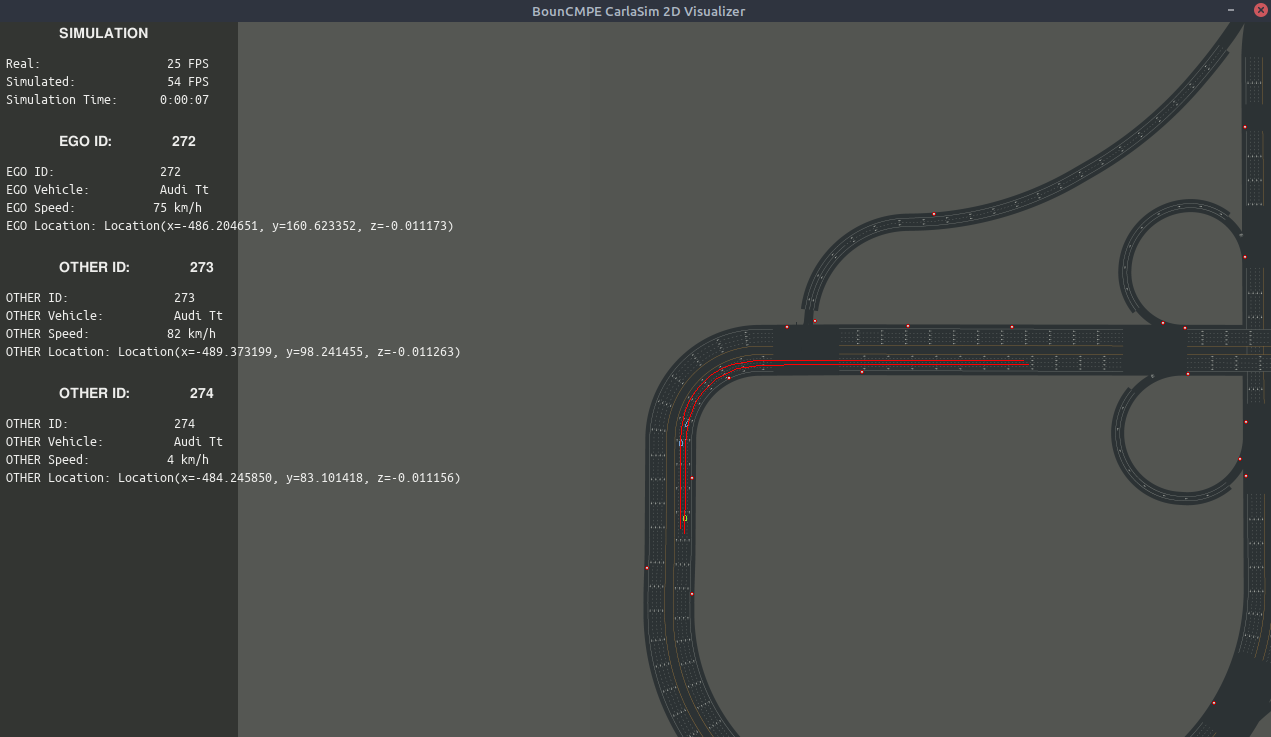 BounCMPE CarlaSim 2D Visualizer
SIMULATION
Real: 25 FPS
Simulated: 54 FPS
Simulation Time: 0:00:07
EGO ID: 272
EGO ID: 272
EGO Vehicle: Audi Tt
EGO Speed: 75 km/h
EGO Location: Location(x=-486.204651, y=160.623352, z=-0.011173)
OTHER ID: 273
OTHER ID: 273
OTHER Vehicle: Audi Tt
OTHER Speed: 82 km/h
OTHER Location: Location(x=-489.373199, y=98.241455, z=-0.011263)
OTHER ID: 274
OTHER ID: 274
OTHER Vehicle: Audi Tt
OTHER Speed: 4 km/h
OTHER Location: Location(x=-484.245850, y=83.101418, z=-0.011156)